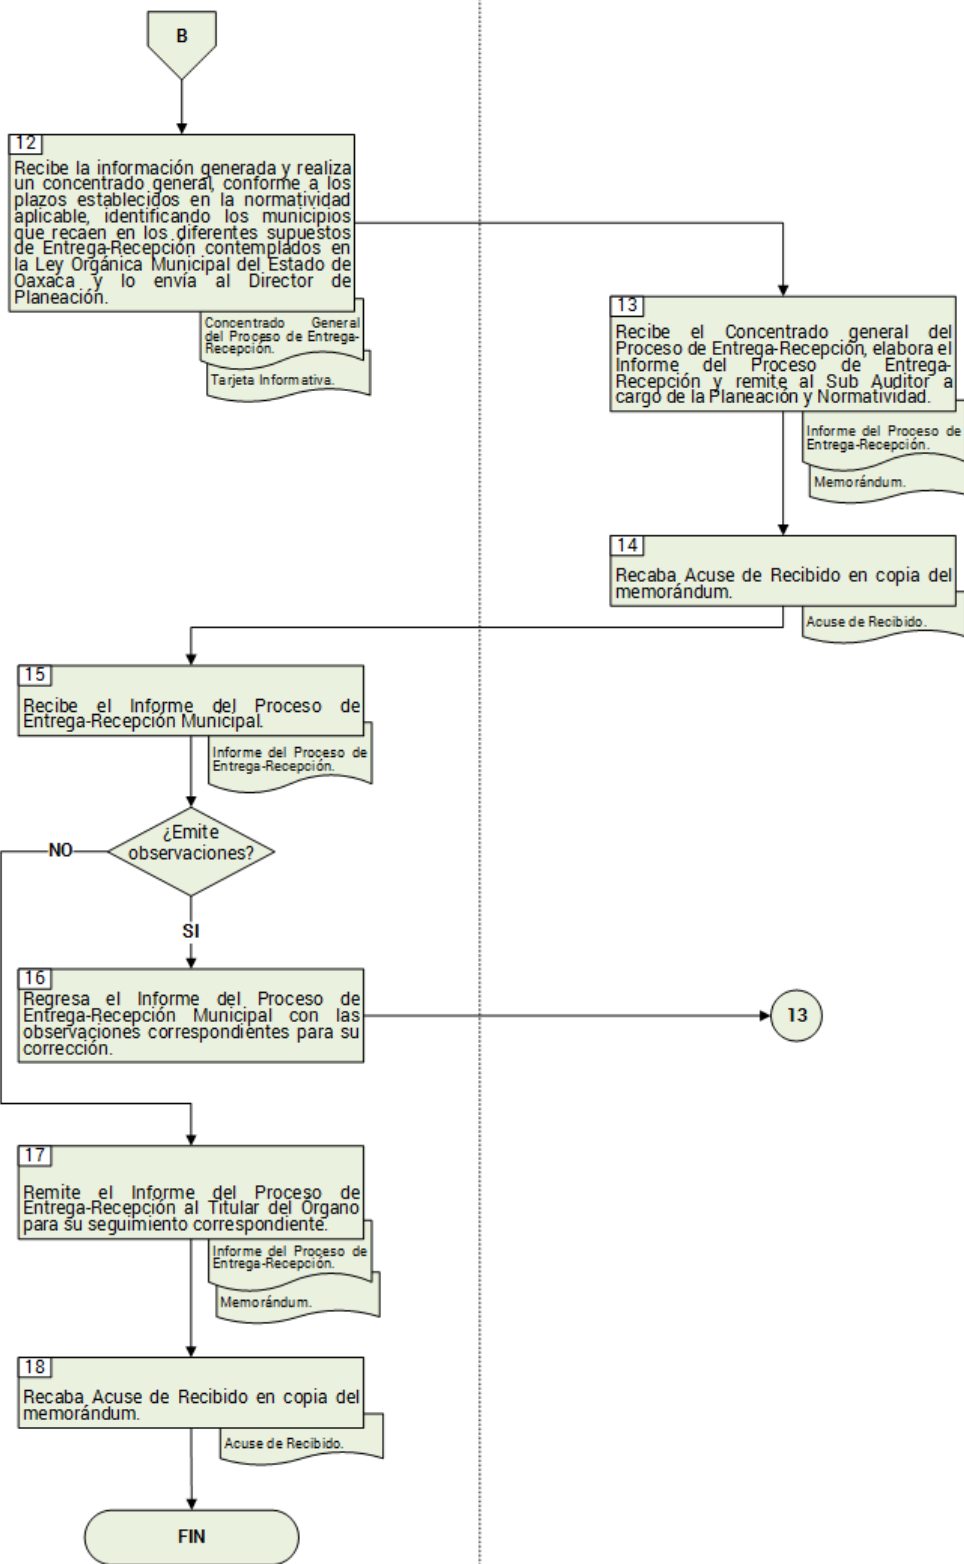 B
12
Recibe la información generada y realiza
un concentrado general, conforme a los
plazos establecidos en la normatividad
aplicable, identificando los municipios
que recaen en los diferentes supuestos
de Entrega-Recepción contemplados en
la Ley Orgánica Municipal del Estado de
Oaxaca y lo envía al Director de
Planeación.
Concentrado General
del Proceso de Entrega-
Recepción.
Tarjeta Informativa.
13
Recibe el Concentrado general del
Proceso de Entrega-Recepción, elabora el
Informe del Proceso de Entrega-
Recepción y remite al Sub Auditor a
cargo de la Planeación y Normatividad.
Informe del Proceso de
Entrega-Recepción.
Memorándum.
14
Recaba Acuse de Recibido en copia del
memorándum.
Acuse de Recibido.
15
Recibe el Informe del Proceso de
Entrega-Recepción Municipal.
Informe del Proceso de
Entrega-Recepción.
¿Emite
observaciones?
NO
SI
16
Regresa el Informe del Proceso de
Entrega-Recepción Municipal con las
observaciones correspondientes para su
corrección.
13
17
Remite el Informe del Proceso de
Entrega-Recepción al Titular del Órgano
para su seguimiento correspondiente.
Informe del Proceso de
Entrega-Recepción.
Memorándum.
18
Recaba Acuse de Recibido en copia del
memorándum.
Acuse de Recibido.
FIN